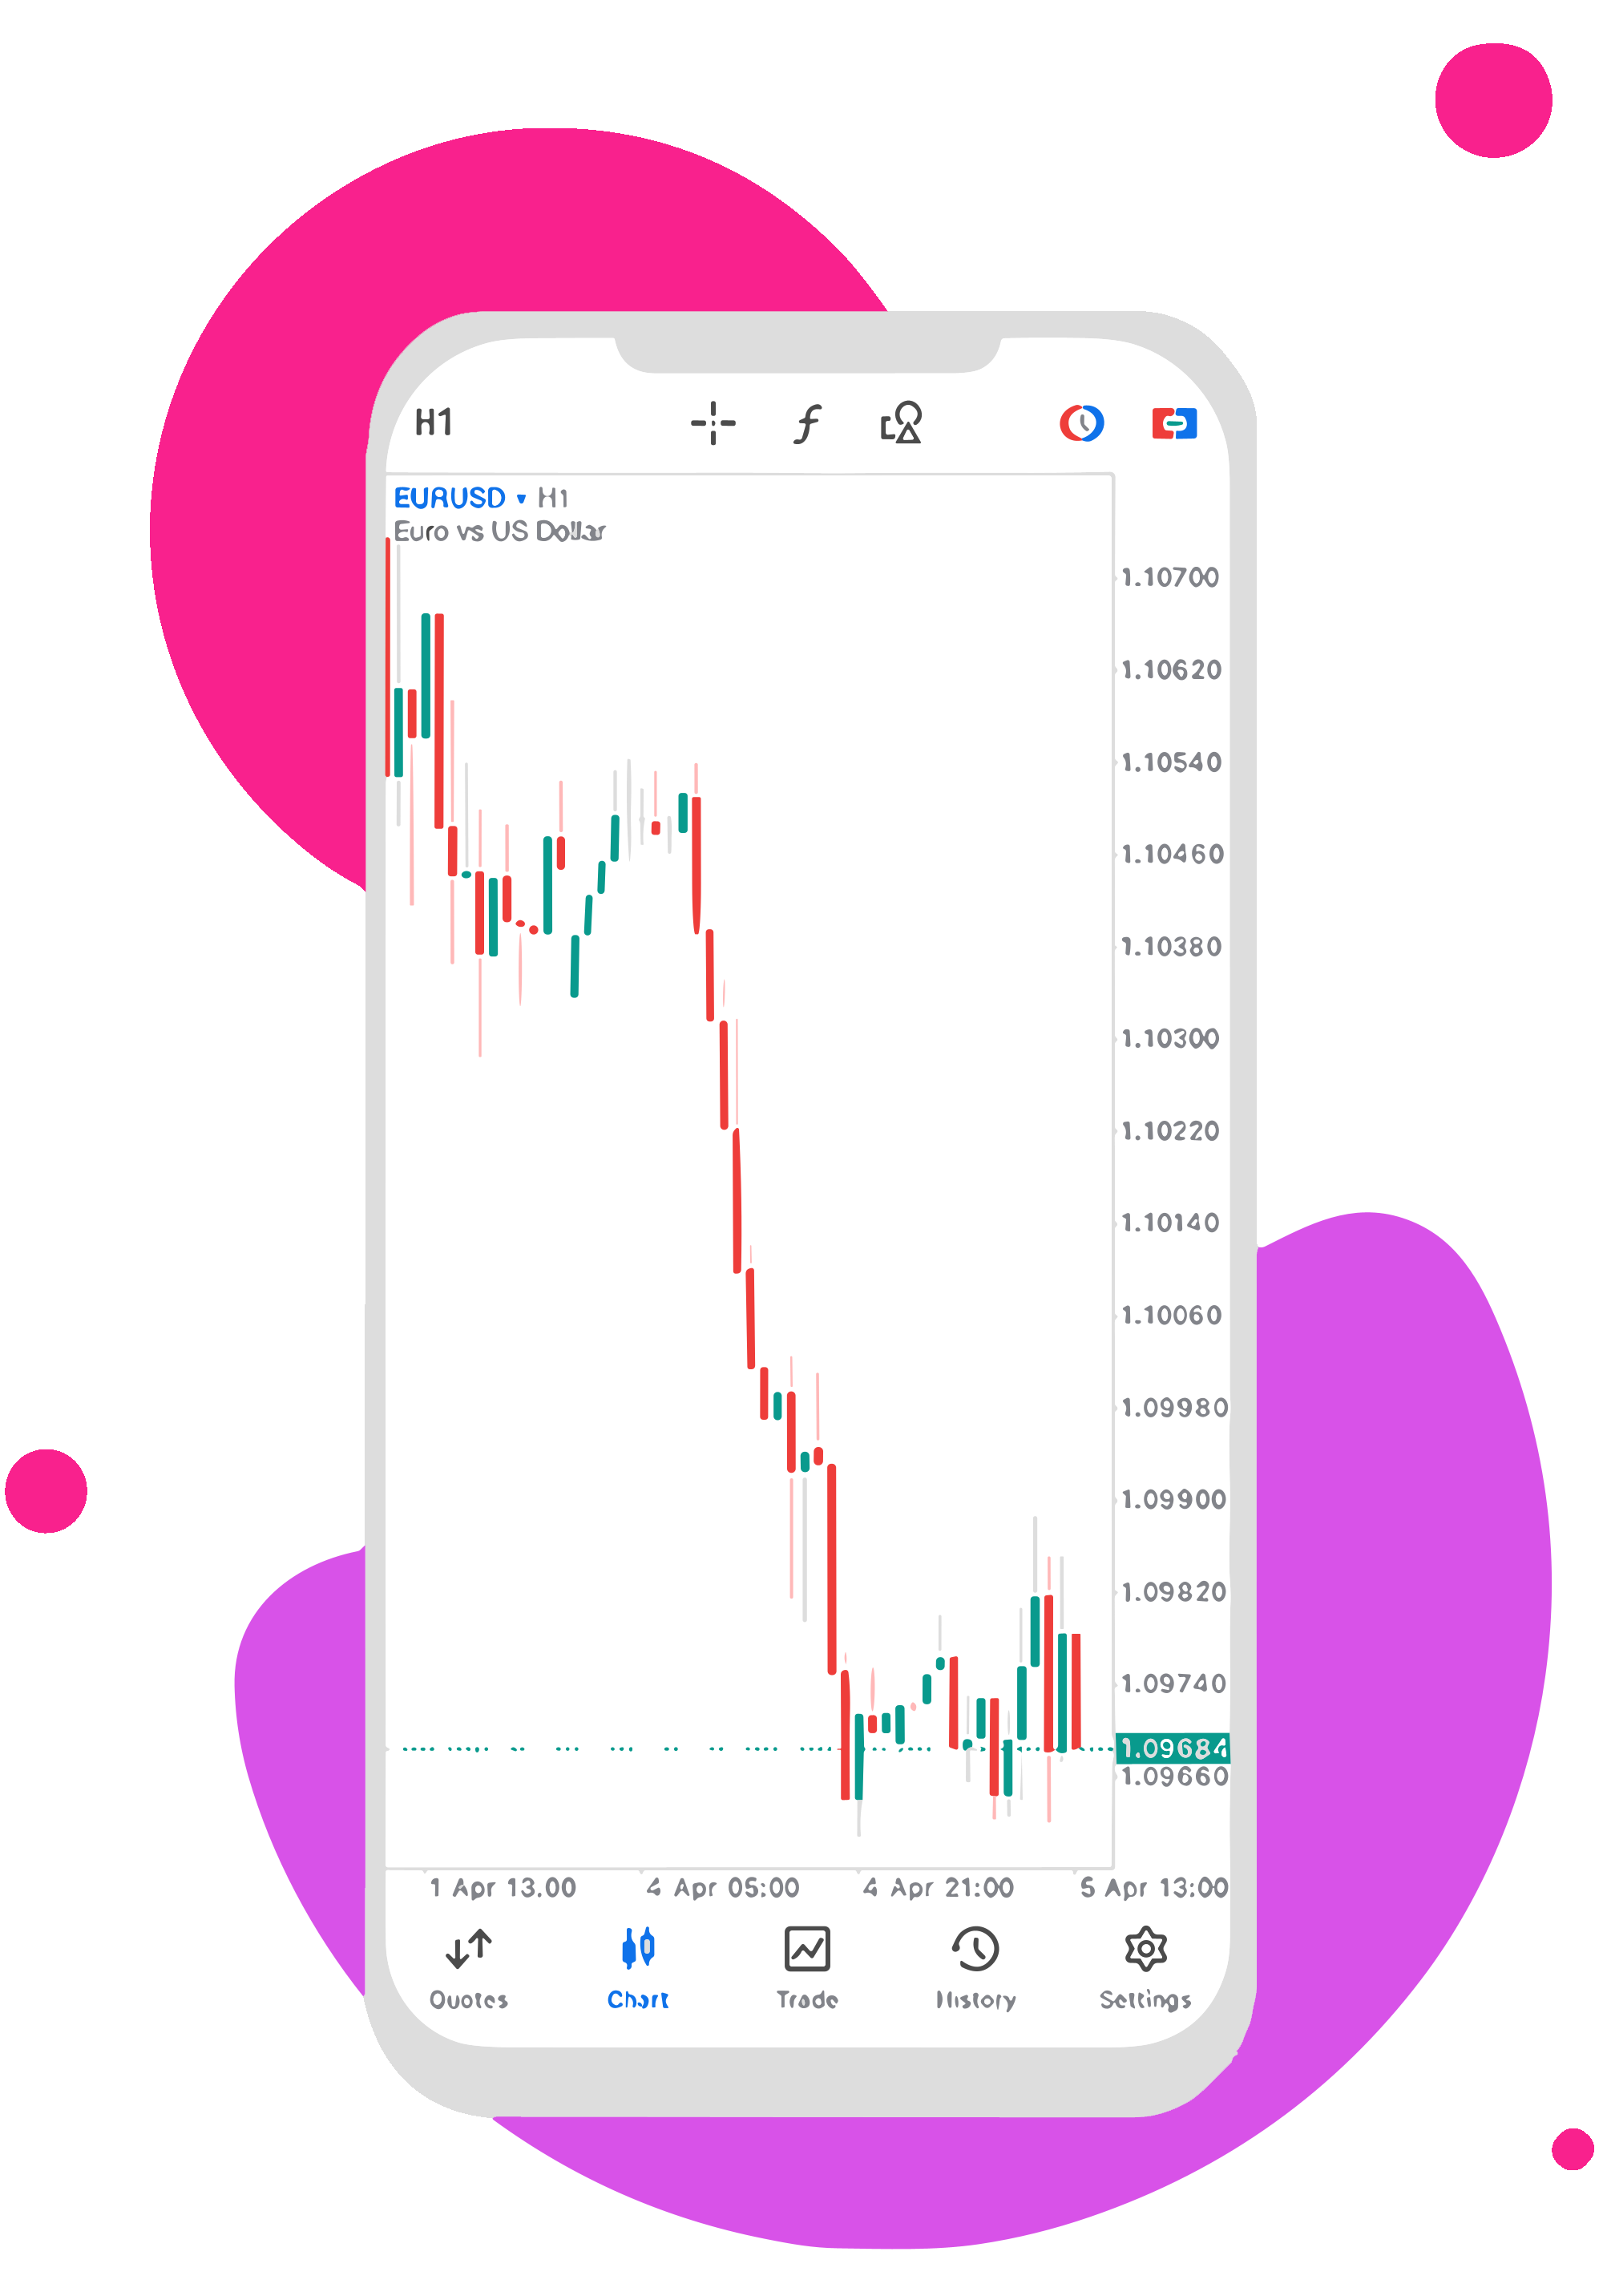 H1
EURUSD ▾ H1
Euro vs US Dollar
1.10700
1.10620
1.10540
1.10460
1.10380
1.10300
1.10220
1.10140
1.10060
1.09980
1.09900
1.09820
1.09740
1.09684
1.09660
1 Apr 13.00
4 Apr 05:00
4 Apr 21:00
5 Apr 13:00
Quotes
Chart
Trade
History
Settings